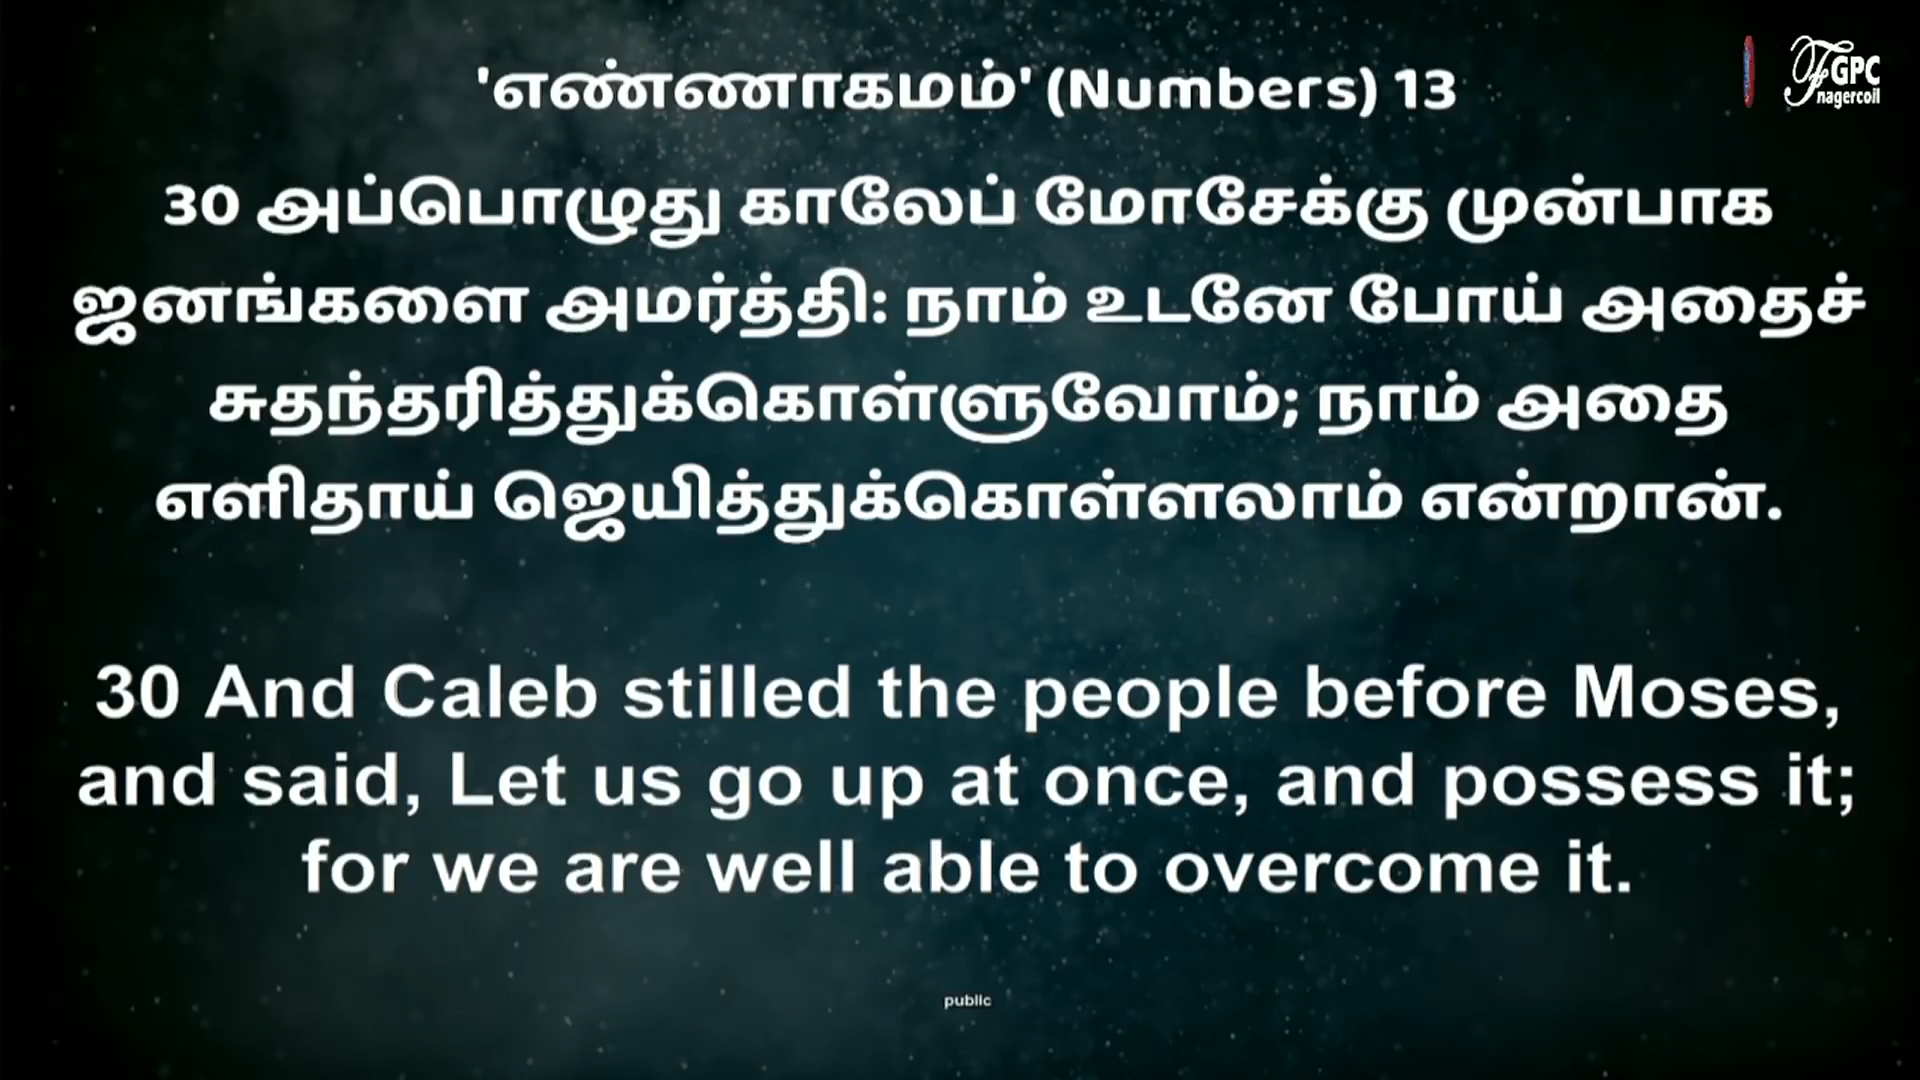 'எண்ணாகமம்' (Numbers) 13
FGPC
nagercoil
30 அப்பொழுது காலேப் மோசேக்கு முன்பாக
ஜனங்களை அமர்த்தி: நாம் உடனே போய் அதைச்
சுதந்தரித்துக்கொள்ளுவோம்; நாம் அதை
எளிதாய் ஜெயித்துக்கொள்ளலாம் என்றான்.
30 And Caleb stilled the people before Moses,
and said, Let us go up at once, and possess it;
for we are well able to overcome it.
public